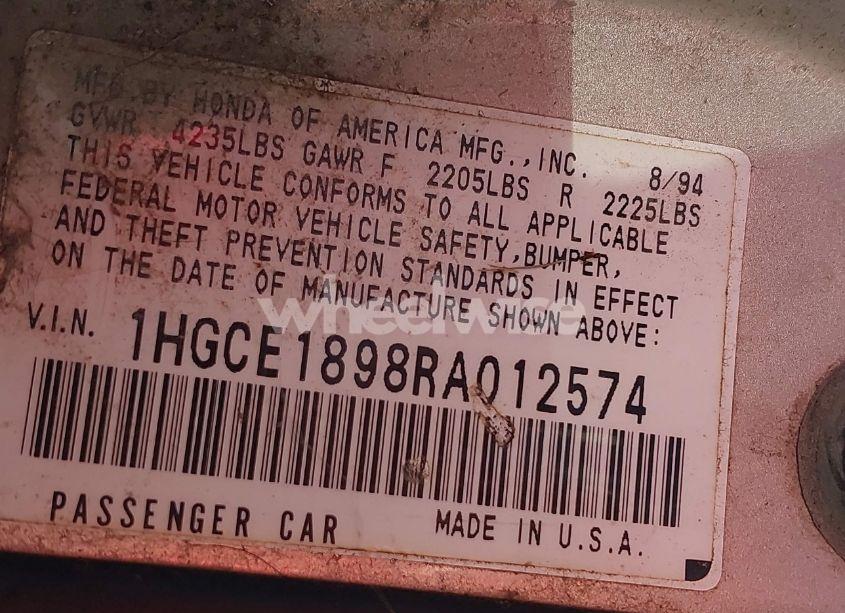 MFD. BY HONDA OF AMERICA MFG., INC. 8/94
GVWR 4235LBS GAWR F 2205LBS R 2225LBS
THIS VEHICLE CONFORMS TO ALL APPLICABLE
FEDERAL MOTOR VEHICLE SAFETY, BUMPER,
AND THEFT PREVENTION STANDARDS IN EFFECT
ON THE DATE OF MANUFACTURE SHOWN ABOVE:
wheelwise
V.I.N. 1HGCE1898RA012574
PASSENGER CAR MADE IN U.S.A.